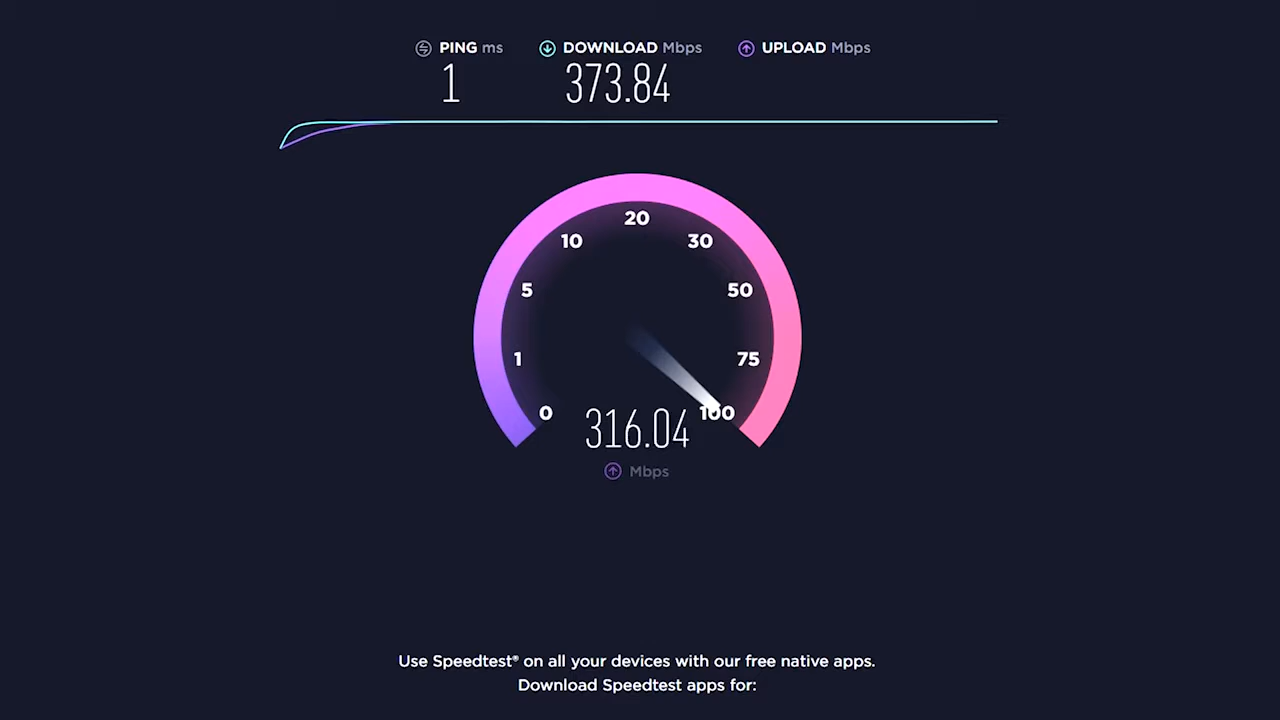 PING ms DOWNLOAD Mbps UPLOAD Mbps
1 373.84
20
10 30
5 50
1 75
0 100
316.04
Mbps
Use Speedtest® on all your devices with our free native apps.
Download Speedtest apps for: